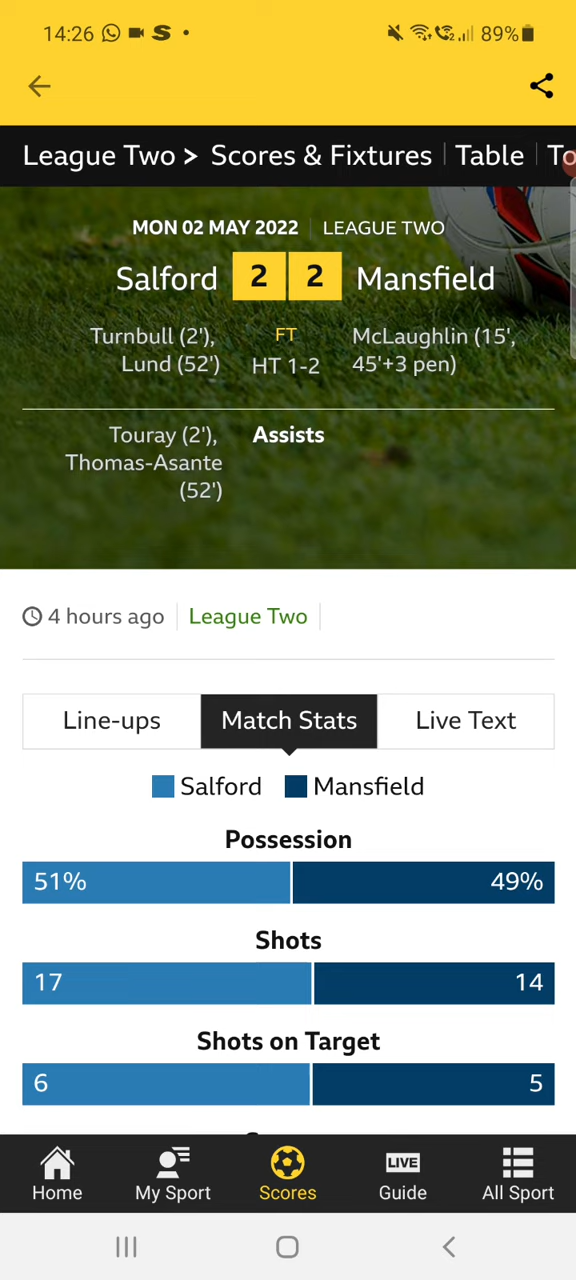 14:26 89%
League Two > Scores & Fixtures Table To
MON 02 MAY 2022 LEAGUE TWO
Salford 2 2 Mansfield
Turnbull (2'), FT McLaughlin (15',
Lund (52') HT 1-2 45'+3 pen)
Touray (2'), Assists
Thomas-Asante
(52')
4 hours ago League Two
Line-ups Match Stats Live Text
Salford Mansfield
Possession
51% 49%
Shots
17 14
Shots on Target
6 5
LIVE
Home My Sport Scores Guide All Sport